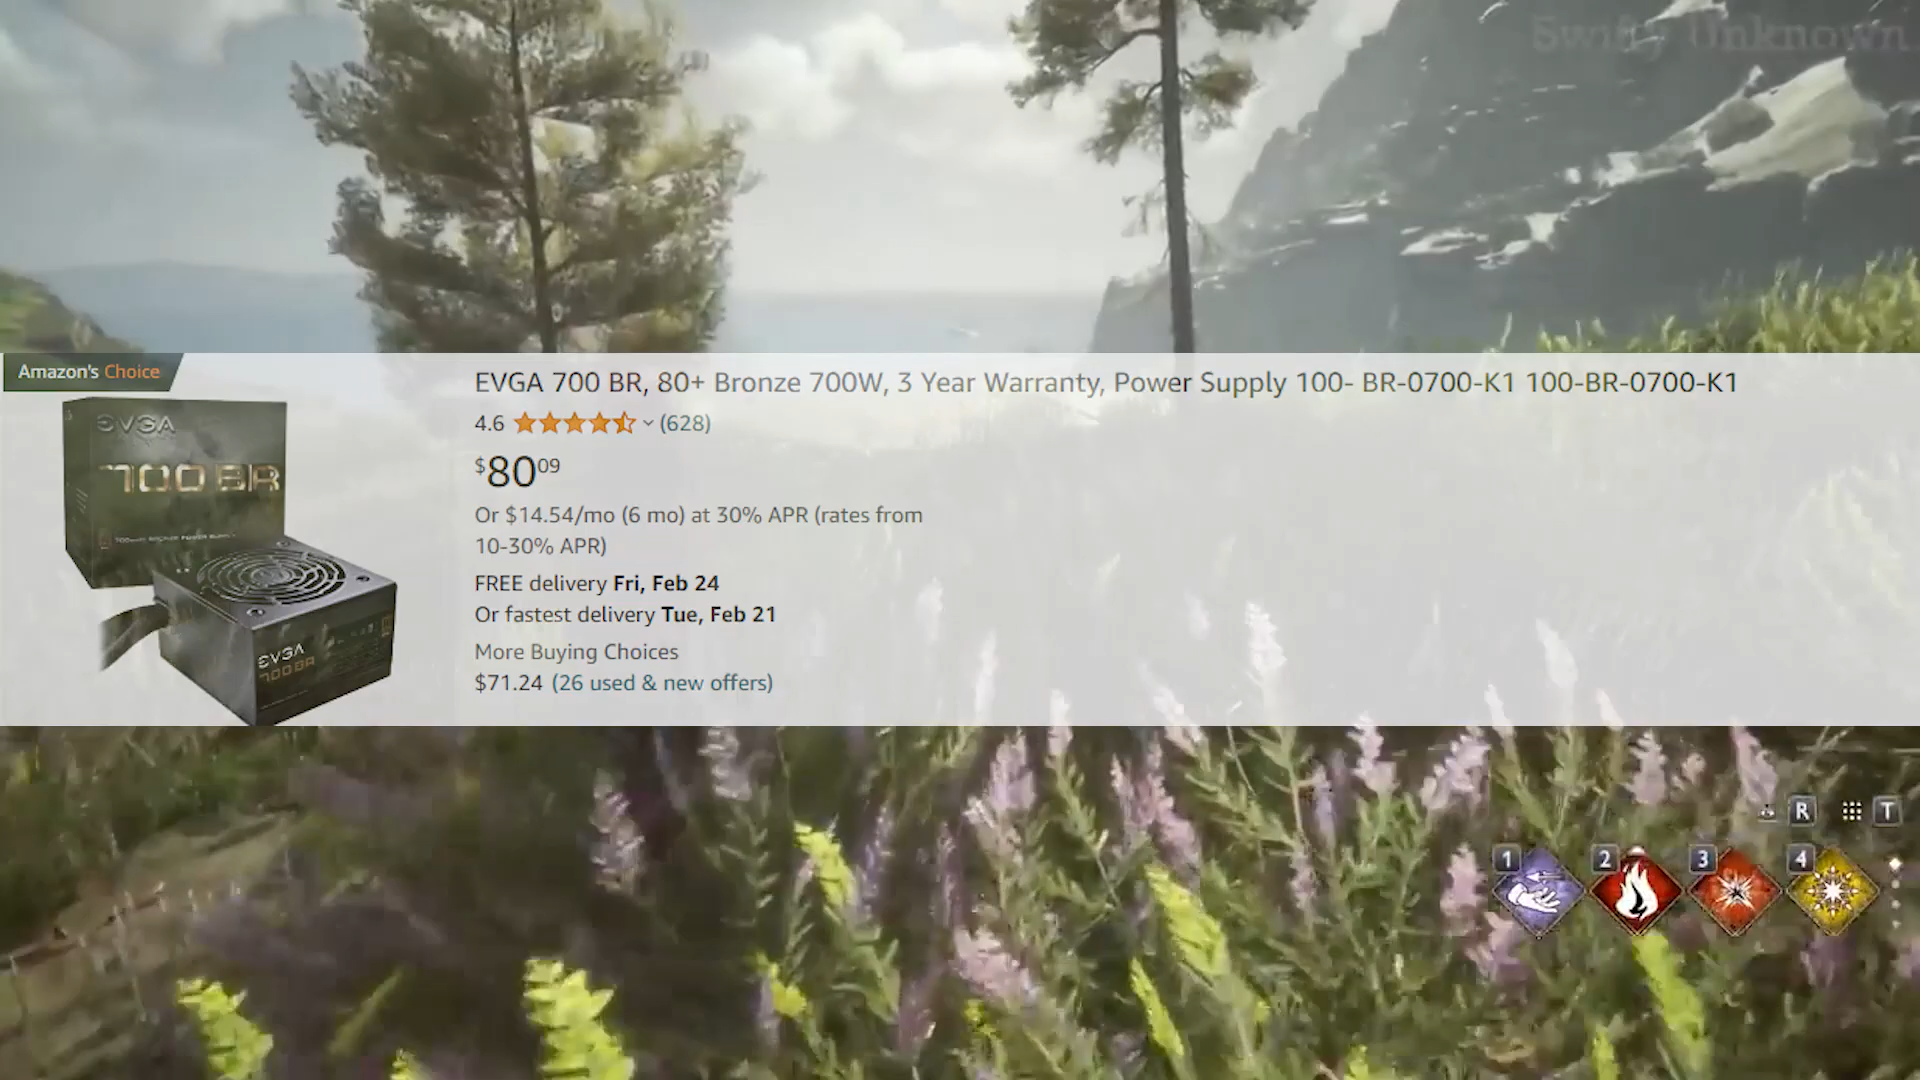 Swift Unknown
Amazon's Choice
EVGA 700 BR, 80+ Bronze 700W, 3 Year Warranty, Power Supply 100- BR-0700-K1 100-BR-0700-K1
4.6 (628)
$80.09
Or $14.54/mo (6 mo) at 30% APR (rates from
10-30% APR)
FREE delivery Fri, Feb 24
Or fastest delivery Tue, Feb 21
More Buying Choices
$71.24 (26 used & new offers)
EVGA
700 BR
EVGA
700 BR
R T
1 2 3 4